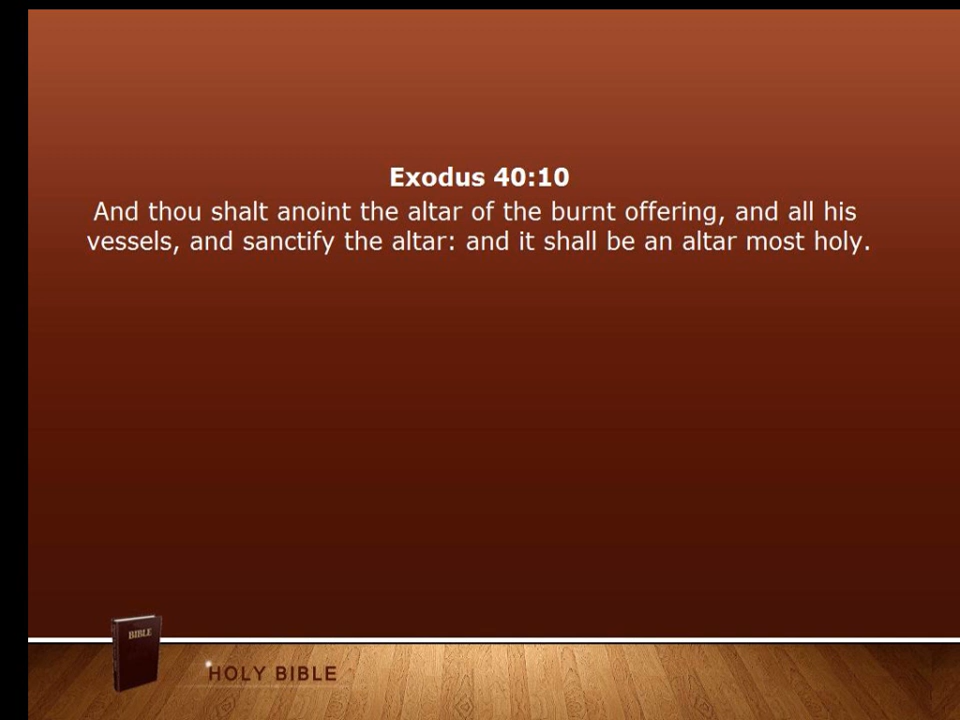 Exodus 40:10
And thou shalt anoint the altar of the burnt offering, and all his
vessels, and sanctify the altar: and it shall be an altar most holy.
BIBLE
HOLY BIBLE